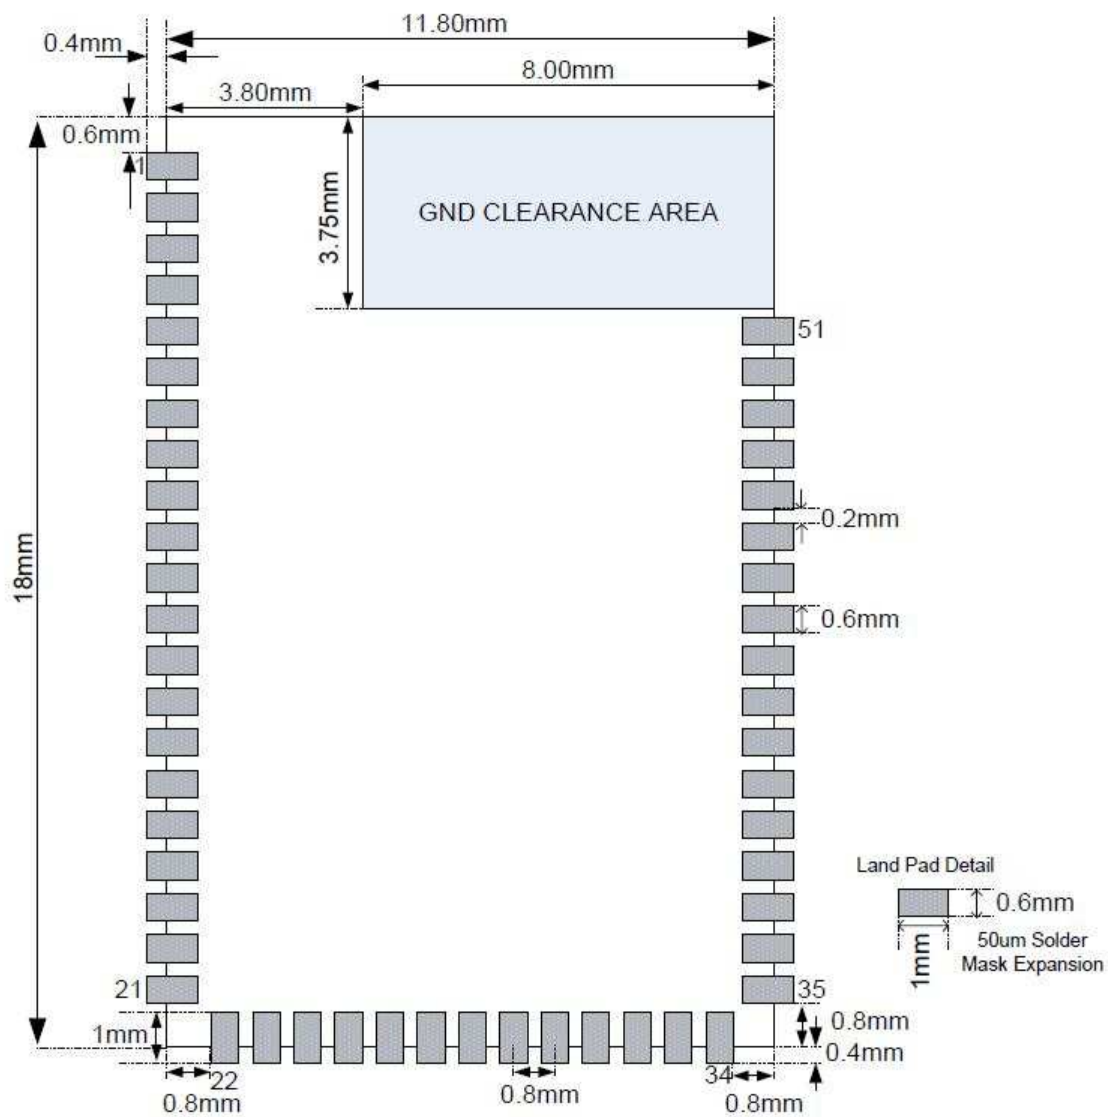 11.80mm
0.4mm
8.00mm
3.80mm
0.6mm
1
3.75mm
GND CLEARANCE AREA
51
0.2mm
18mm
0.6mm
Land Pad Detail
0.6mm
1mm
50um Solder
Mask Expansion
21
35
1mm
0.8mm
0.4mm
22
34
0.8mm
0.8mm
0.8mm